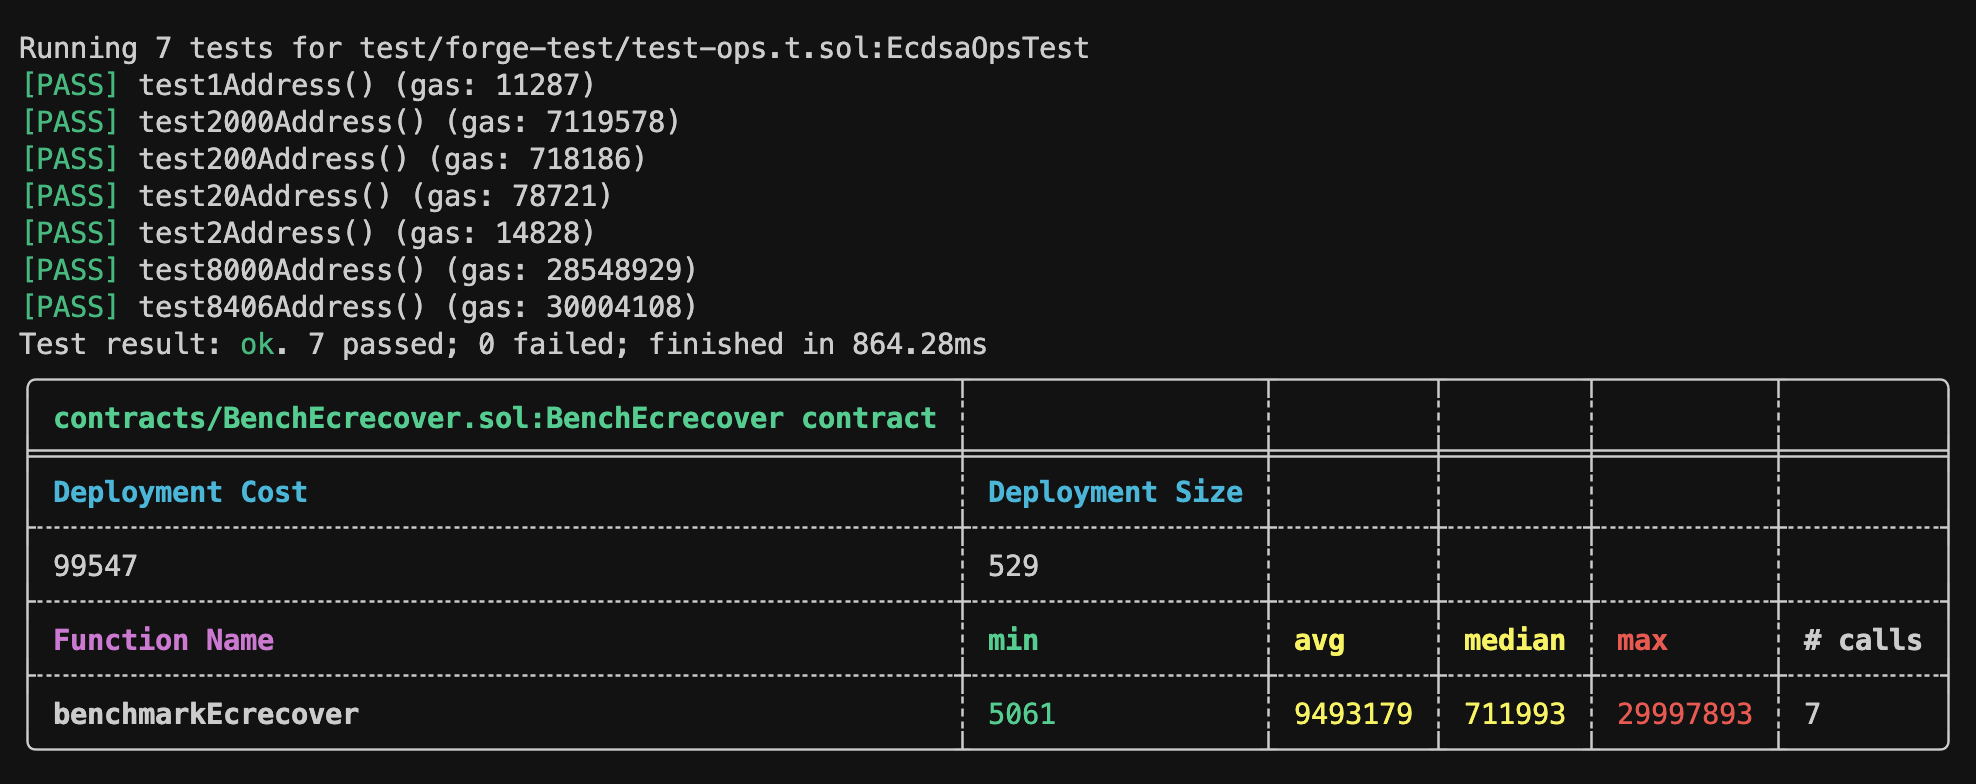 Running 7 tests for test/forge-test/test-ops.t.sol:EcdsaOpsTest
[PASS] test1Address() (gas: 11287)
[PASS] test2000Address() (gas: 7119578)
[PASS] test200Address() (gas: 718186)
[PASS] test20Address() (gas: 78721)
[PASS] test2Address() (gas: 14828)
[PASS] test8000Address() (gas: 28548929)
[PASS] test8406Address() (gas: 30004108)
Test result: ok. 7 passed; 0 failed; finished in 864.28ms
contracts/BenchEcrecover.sol:BenchEcrecover contract
Deployment Cost Deployment Size
99547 529
Function Name min avg median max # calls
benchmarkEcrecover 5061 9493179 711993 29997893 7